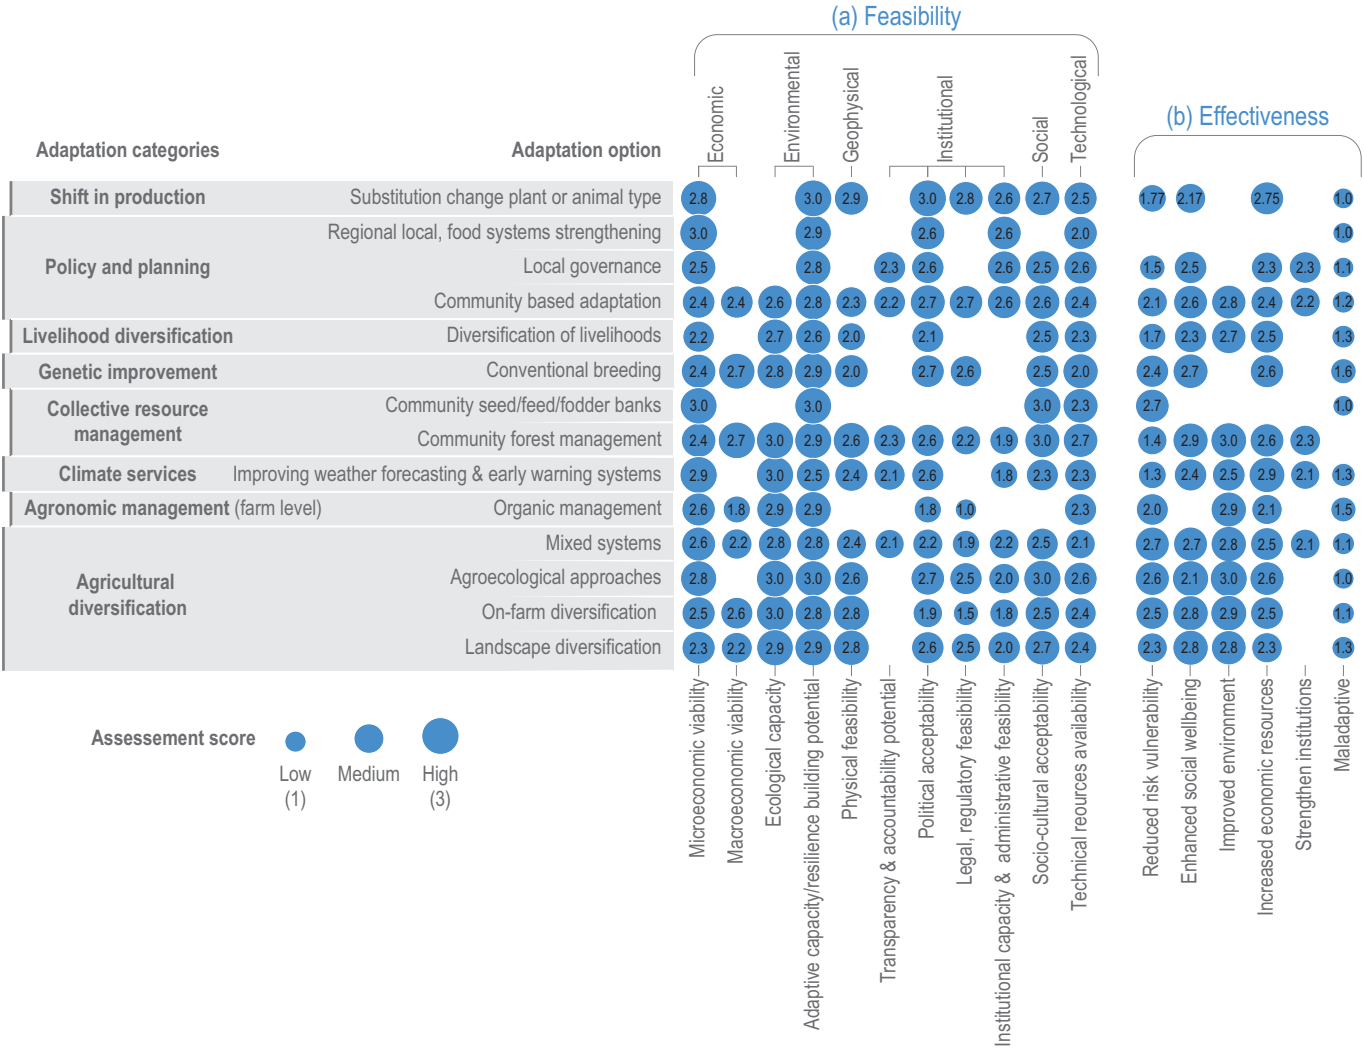 (a) Feasibility
Economic
Environmental
Geophysical
Institutional
Social
Technological
(b) Effectiveness
Adaptation categories Adaptation option
Shift in production Substitution change plant or animal type 2.8 3.0 2.9 3.0 2.8 2.6 2.7 2.5 1.77 2.17 2.75 1.0
Policy and planning
Regional local, food systems strengthening 3.0 2.9 2.6 2.6 2.0 1.0
Local governance 2.5 2.8 2.3 2.6 2.6 2.5 2.6 1.5 2.5 2.3 2.3 1.1
Community based adaptation 2.4 2.4 2.6 2.8 2.3 2.2 2.7 2.7 2.6 2.6 2.4 2.1 2.6 2.8 2.4 2.2 1.2
Livelihood diversification Diversification of livelihoods 2.2 2.7 2.6 2.0 2.1 2.5 2.3 1.7 2.3 2.7 2.5 1.3
Genetic improvement Conventional breeding 2.4 2.7 2.8 2.9 2.0 2.7 2.6 2.5 2.0 2.4 2.7 2.6 1.6
Collective resource
management
Community seed/feed/fodder banks 3.0 3.0 3.0 2.3 2.7 1.0
Community forest management 2.4 2.7 3.0 2.9 2.6 2.3 2.6 2.2 1.9 3.0 2.7 1.4 2.9 3.0 2.6 2.3
Climate services Improving weather forecasting & early warning systems 2.9 3.0 2.5 2.4 2.1 2.6 1.8 2.3 2.3 1.3 2.4 2.5 2.9 2.1 1.3
Agronomic management (farm level) Organic management 2.6 1.8 2.9 2.9 1.8 1.0 2.3 2.0 2.9 2.1 1.5
Agricultural
diversification
Mixed systems 2.6 2.2 2.8 2.8 2.4 2.1 2.2 1.9 2.2 2.5 2.1 2.7 2.7 2.8 2.5 2.1 1.1
Agroecological approaches 2.8 3.0 3.0 2.6 2.7 2.5 2.0 3.0 2.6 2.6 2.1 3.0 2.6 1.0
On-farm diversification 2.5 2.6 3.0 2.8 2.8 1.9 1.5 1.8 2.5 2.4 2.5 2.8 2.9 2.5 1.1
Landscape diversification 2.3 2.2 2.9 2.9 2.8 2.6 2.5 2.0 2.7 2.4 2.3 2.8 2.8 2.3 1.3
Microeconomic viability
Macroeconomic viability
Ecological capacity
Adaptive capacity/resilience building potential
Physical feasibility
Transparency & accountability potential
Political acceptability
Legal, regulatory feasibility
Institutional capacity & administrative feasibility
Socio-cultural acceptability
Technical resources availability
Reduced risk vulnerability
Enhanced social wellbeing
Improved environment
Increased economic resources
Strengthen institutions
Maladaptive
Assessement score
Low
(1)
Medium
High
(3)